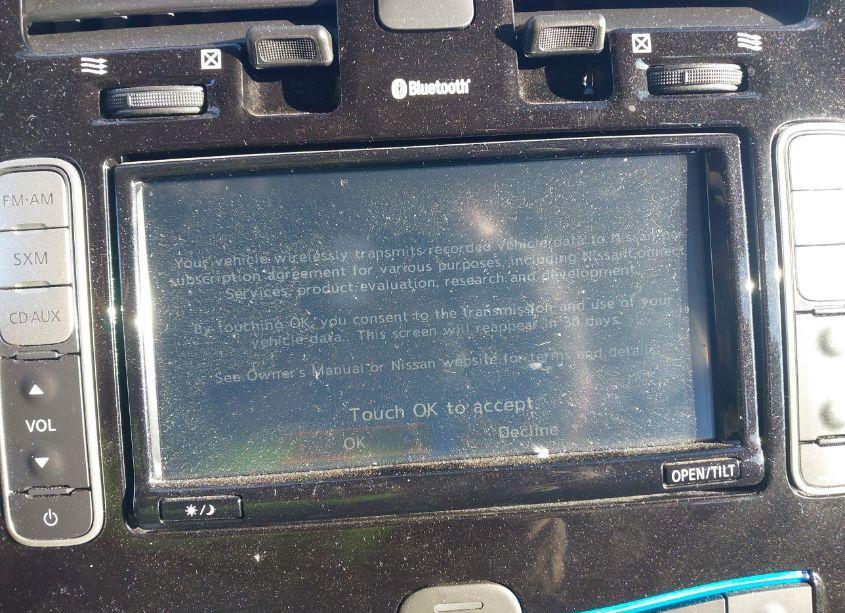 Bluetooth
FM·AM
SXM
CD·AUX
VOL
Your vehicle wirelessly transmits recorded vehicle data to Nissan
subscription agreement for various purposes, including NissanConnect
Services, product evaluation, research and development.
By touching OK, you consent to the transmission and use of your
vehicle data. This screen will reappear in 30 days.
See Owner's Manual or Nissan website for terms and details.
Touch OK to accept
OK
Decline
OPEN/TILT